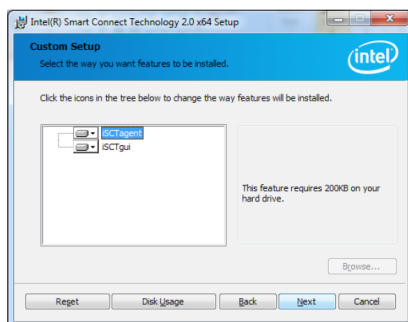 Intel(R) Smart Connect Technology 2.0 x64 Setup
Custom Setup
Select the way you want features to be installed.
intel
Click the icons in the tree below to change the way features will be installed.
iSCTagent
iSCTgui
This feature requires 200KB on your
hard drive.
Browse...
Reset
Disk Usage
Back
Next
Cancel